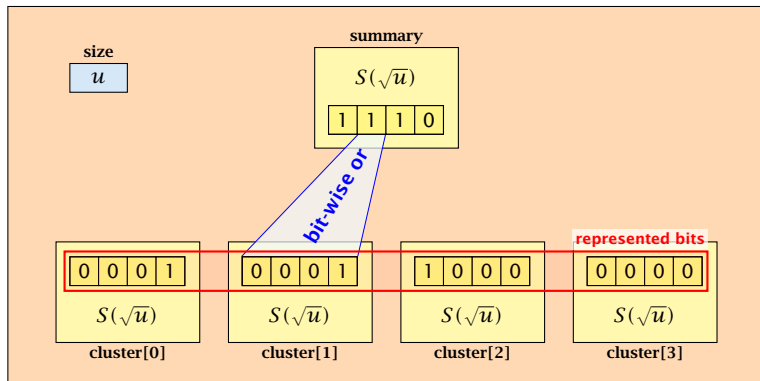 summary
size
u
S(√u)
1 1 1 0
bit-wise or
represented bits
0 0 0 1
0 0 0 1
1 0 0 0
0 0 0 0
S(√u)
S(√u)
S(√u)
S(√u)
cluster[0]
cluster[1]
cluster[2]
cluster[3]